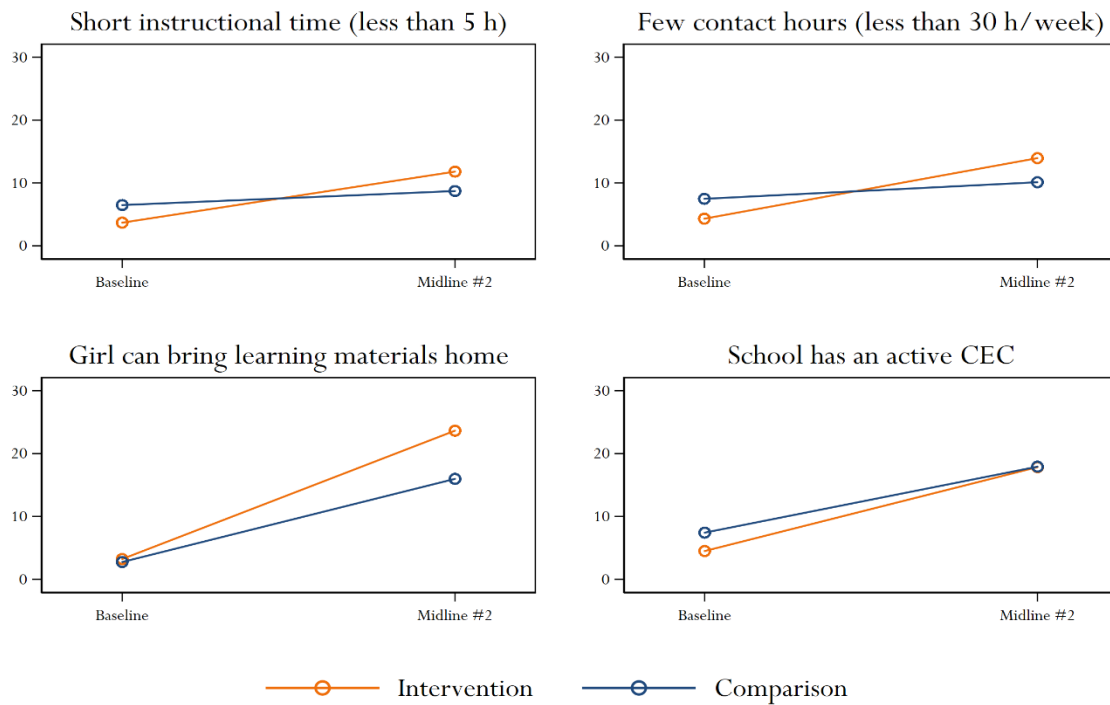 Short instructional time (less than 5 h)
30
20
10
0
Baseline
Midline #2
Few contact hours (less than 30 h/week)
30
20
10
0
Baseline
Midline #2
Girl can bring learning materials home
30
20
10
0
Baseline
Midline #2
School has an active CEC
30
20
10
0
Baseline
Midline #2
Intervention
Comparison